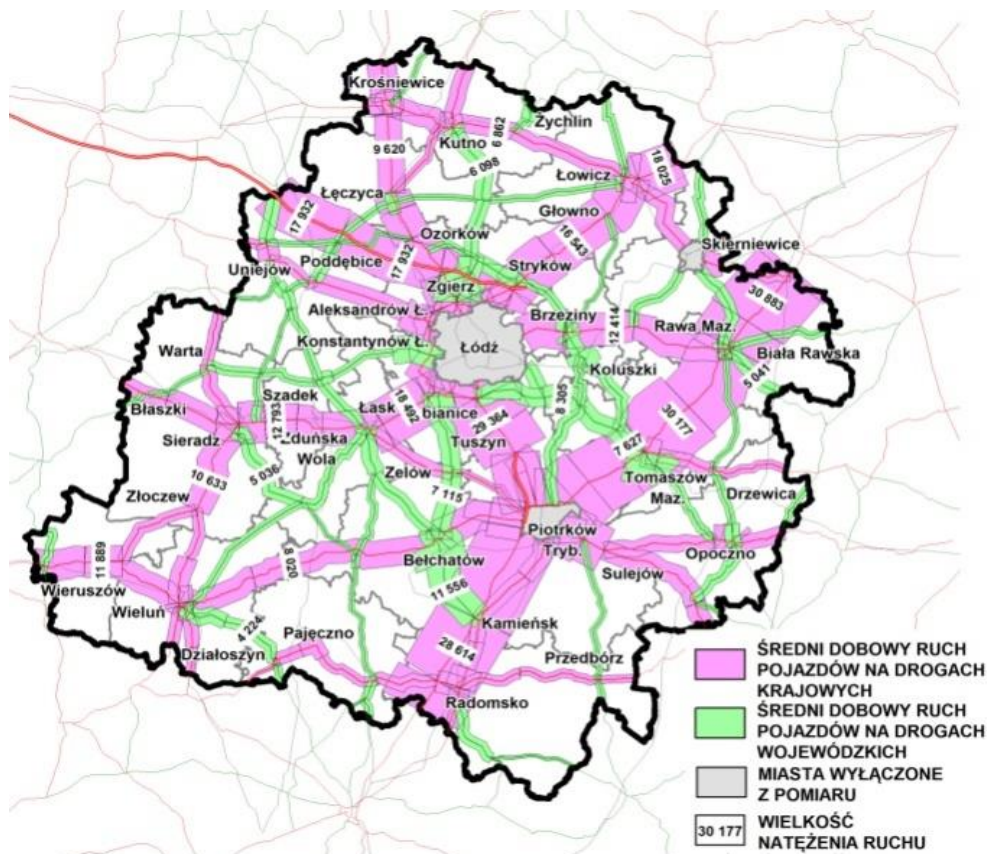 Krośniewice
Żychlin
6 862
Kutno
9 620
6 098
18 025
Łowicz
Łęczyca
Głowno
17 932
Ozorków
16 543
Skierniewice
Uniejów
Poddębice
17 932
Stryków
30 883
Zgierz
Aleksandrów Ł.
Brzeziny
12 414
Rawa Maz.
Konstantynów Ł.
Łódź
Biała Rawska
Warta
Koluszki
5 041
Szadek
18 492
8 305
Błaszki
12 793
Łask
bianice
29 364
30 177
Sieradz
Zduńska
Wola
Tuszyn
7 627
5 036
10 633
Zelów
7 115
Tomaszów
Maz.
Drzewica
Złoczew
Piotrków
Tryb.
Opoczno
11 889
8 020
Bełchatów
Sulejów
Wieruszów
11 556
Wieluń
Kamieńsk
4 224
Pajęczno
28 614
Przedbórz
Działoszyn
Radomsko
ŚREDNI DOBOWY RUCH
POJAZDÓW NA DROGACH
KRAJOWYCH
ŚREDNI DOBOWY RUCH
POJAZDÓW NA DROGACH
WOJEWÓDZKICH
MIASTA WYŁĄCZONE
Z POMIARU
30 177
WIELKOŚĆ
NATĘŻENIA RUCHU